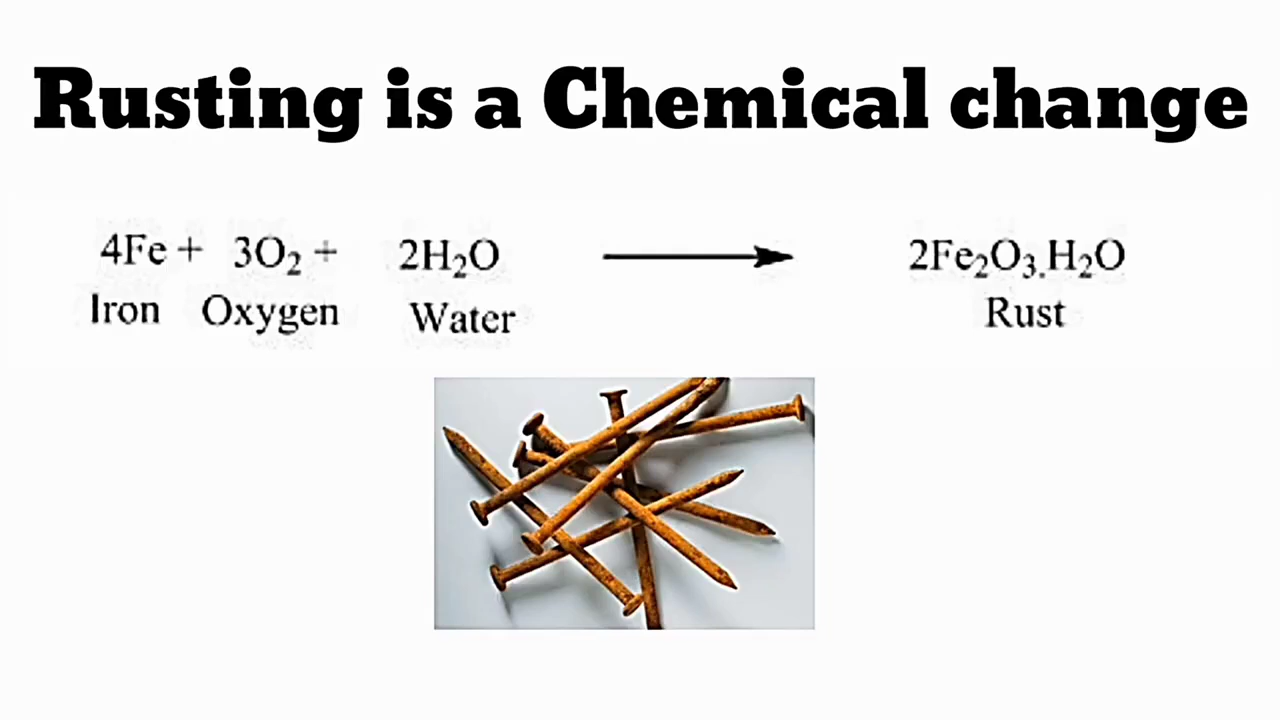 Rusting is a Chemical change
4Fe + 3O₂ + 2H₂O → 2Fe₂O₃.H₂O
Iron Oxygen Water Rust